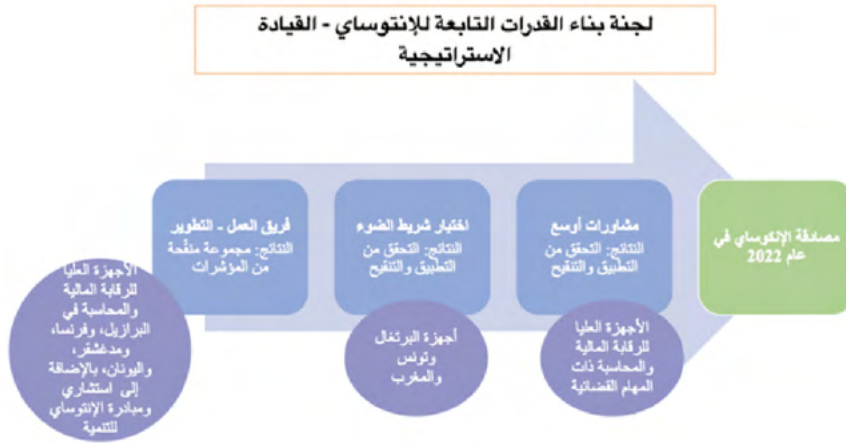 لجنة بناء القدرات التابعة للإنتوساي - القيادة
الاستراتيجية
فريق العمل - التطوير
النتائج: مجموعة منقّحة
من المؤشرات
اختبار شريط الضوء
النتائج: التحقق من
التطبيق والتنقيح
مشاورات أوسع
النتائج: التحقق من
التطبيق والتنقيح
مصادقة الإنكوساي في
عام 2022
الأجهزة العليا
للرقابة المالية
والمحاسبة في
البرازيل، وفرنسا،
ومدغشقر،
واليونان، بالإضافة
إلى استشاري
ومبادرة الإنتوساي
للتنمية
أجهزة البرتغال
وتونس
والمغرب
الأجهزة العليا
للرقابة المالية
والمحاسبة ذات
المهام القضائية